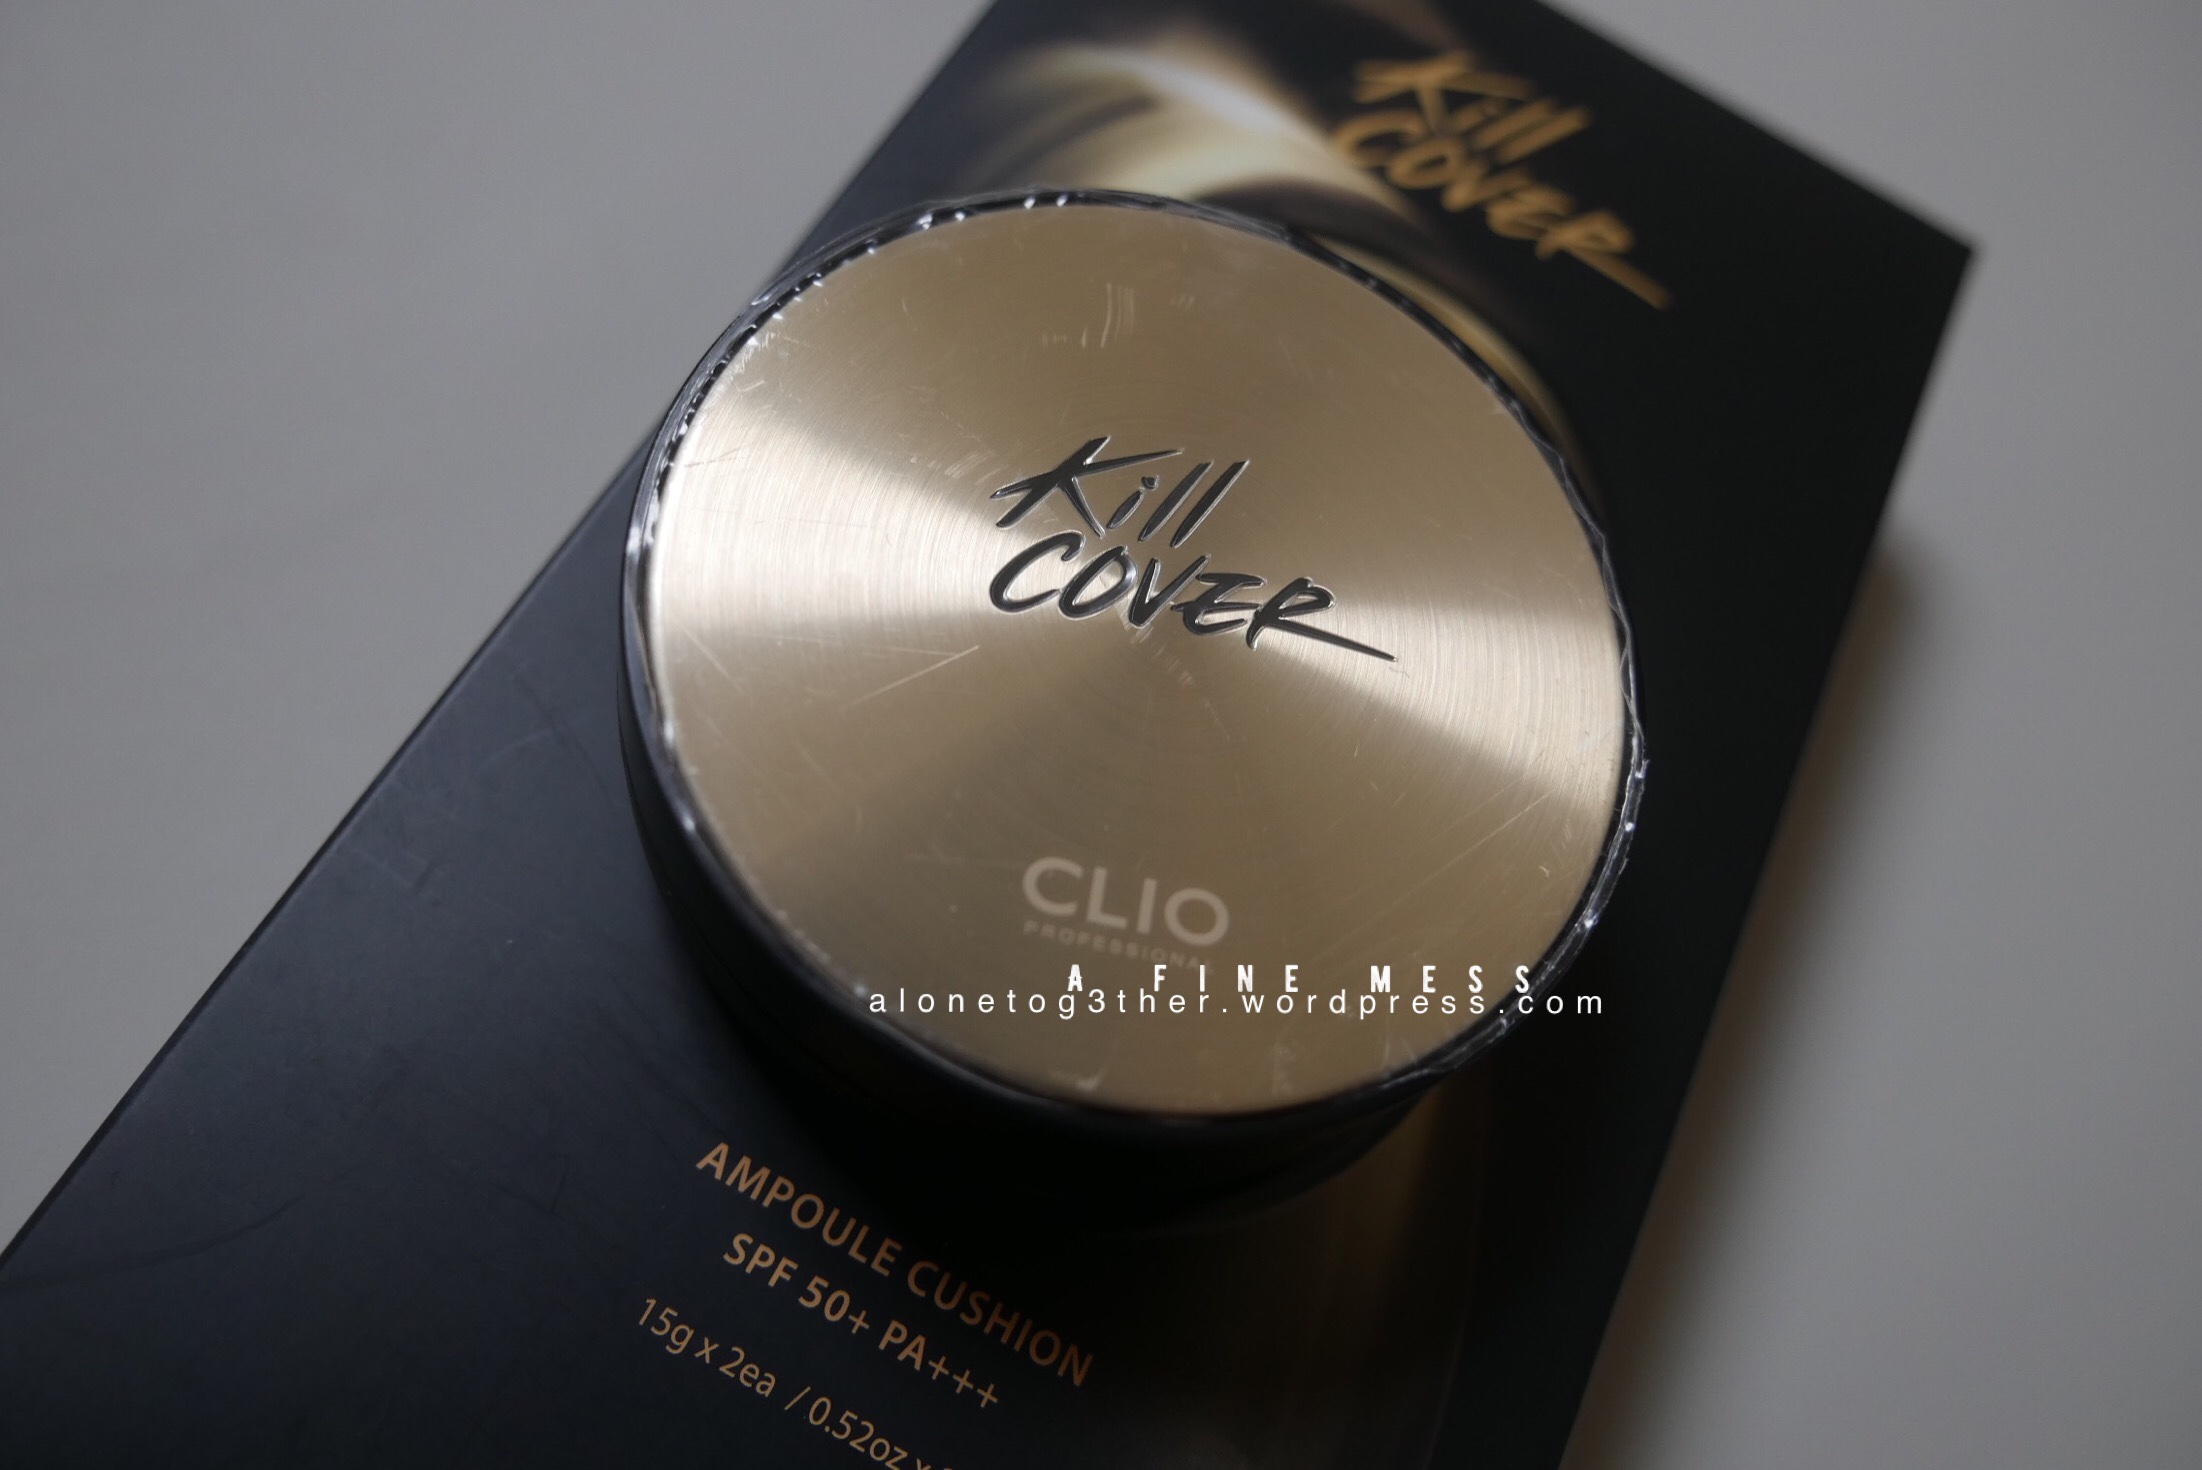 Kill
COVER
Kill
COVER
CLIO
PROFESSIONAL
A FINE MESS
alonetog3ther.wordpress.com
AMPOULE CUSHION
SPF 50+ PA+++
15g x 2ea / 0.52oz x